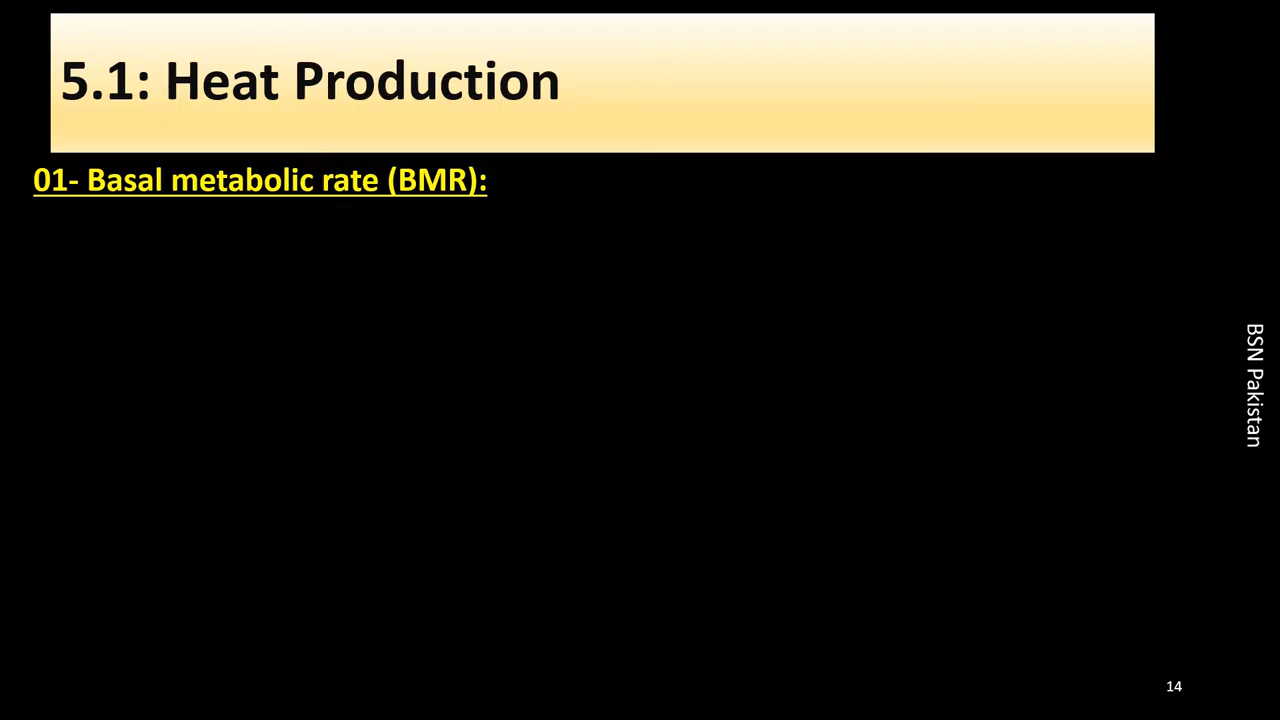 5.1: Heat Production
01- Basal metabolic rate (BMR):
BSN Pakistan
14